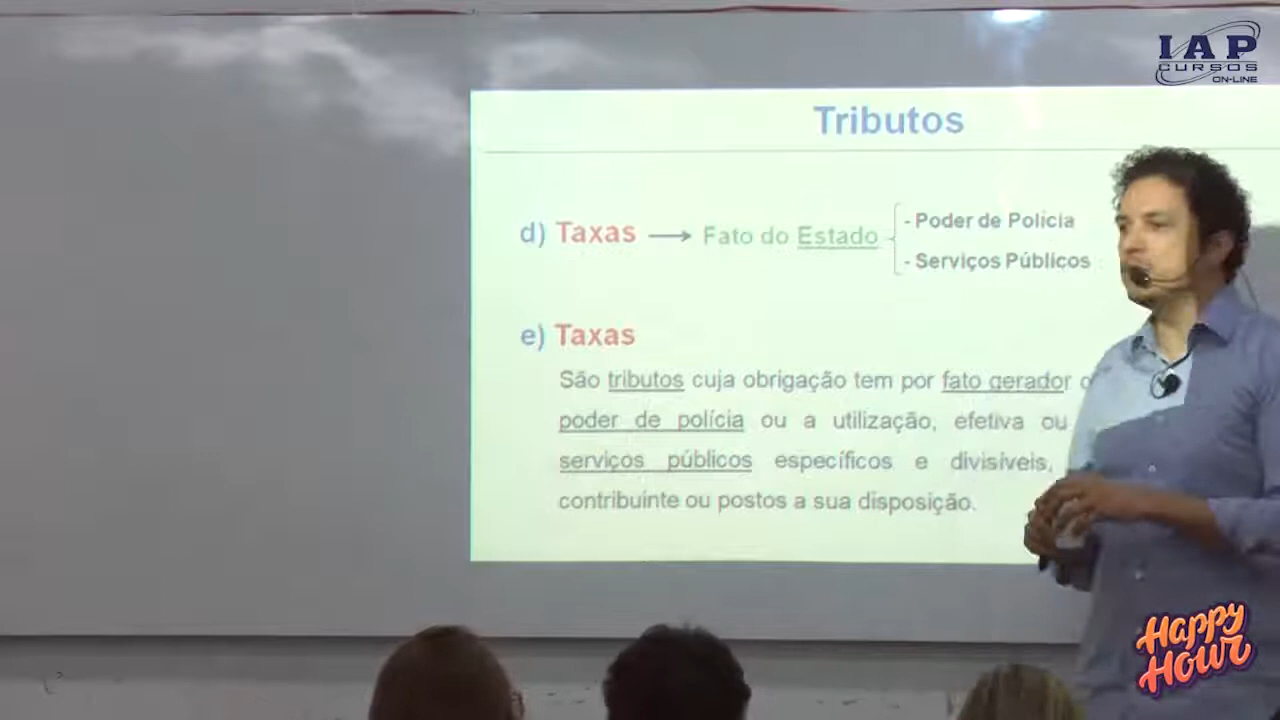 IAP
CURSOS
ON-LINE
Tributos
d) Taxas → Fato do Estado
- Poder de Polícia
- Serviços Públicos
e) Taxas
São tributos cuja obrigação tem por fato gerador
poder de polícia ou a utilização, efetiva ou
serviços públicos específicos e divisíveis,
contribuinte ou postos a sua disposição.
Happy
Hour